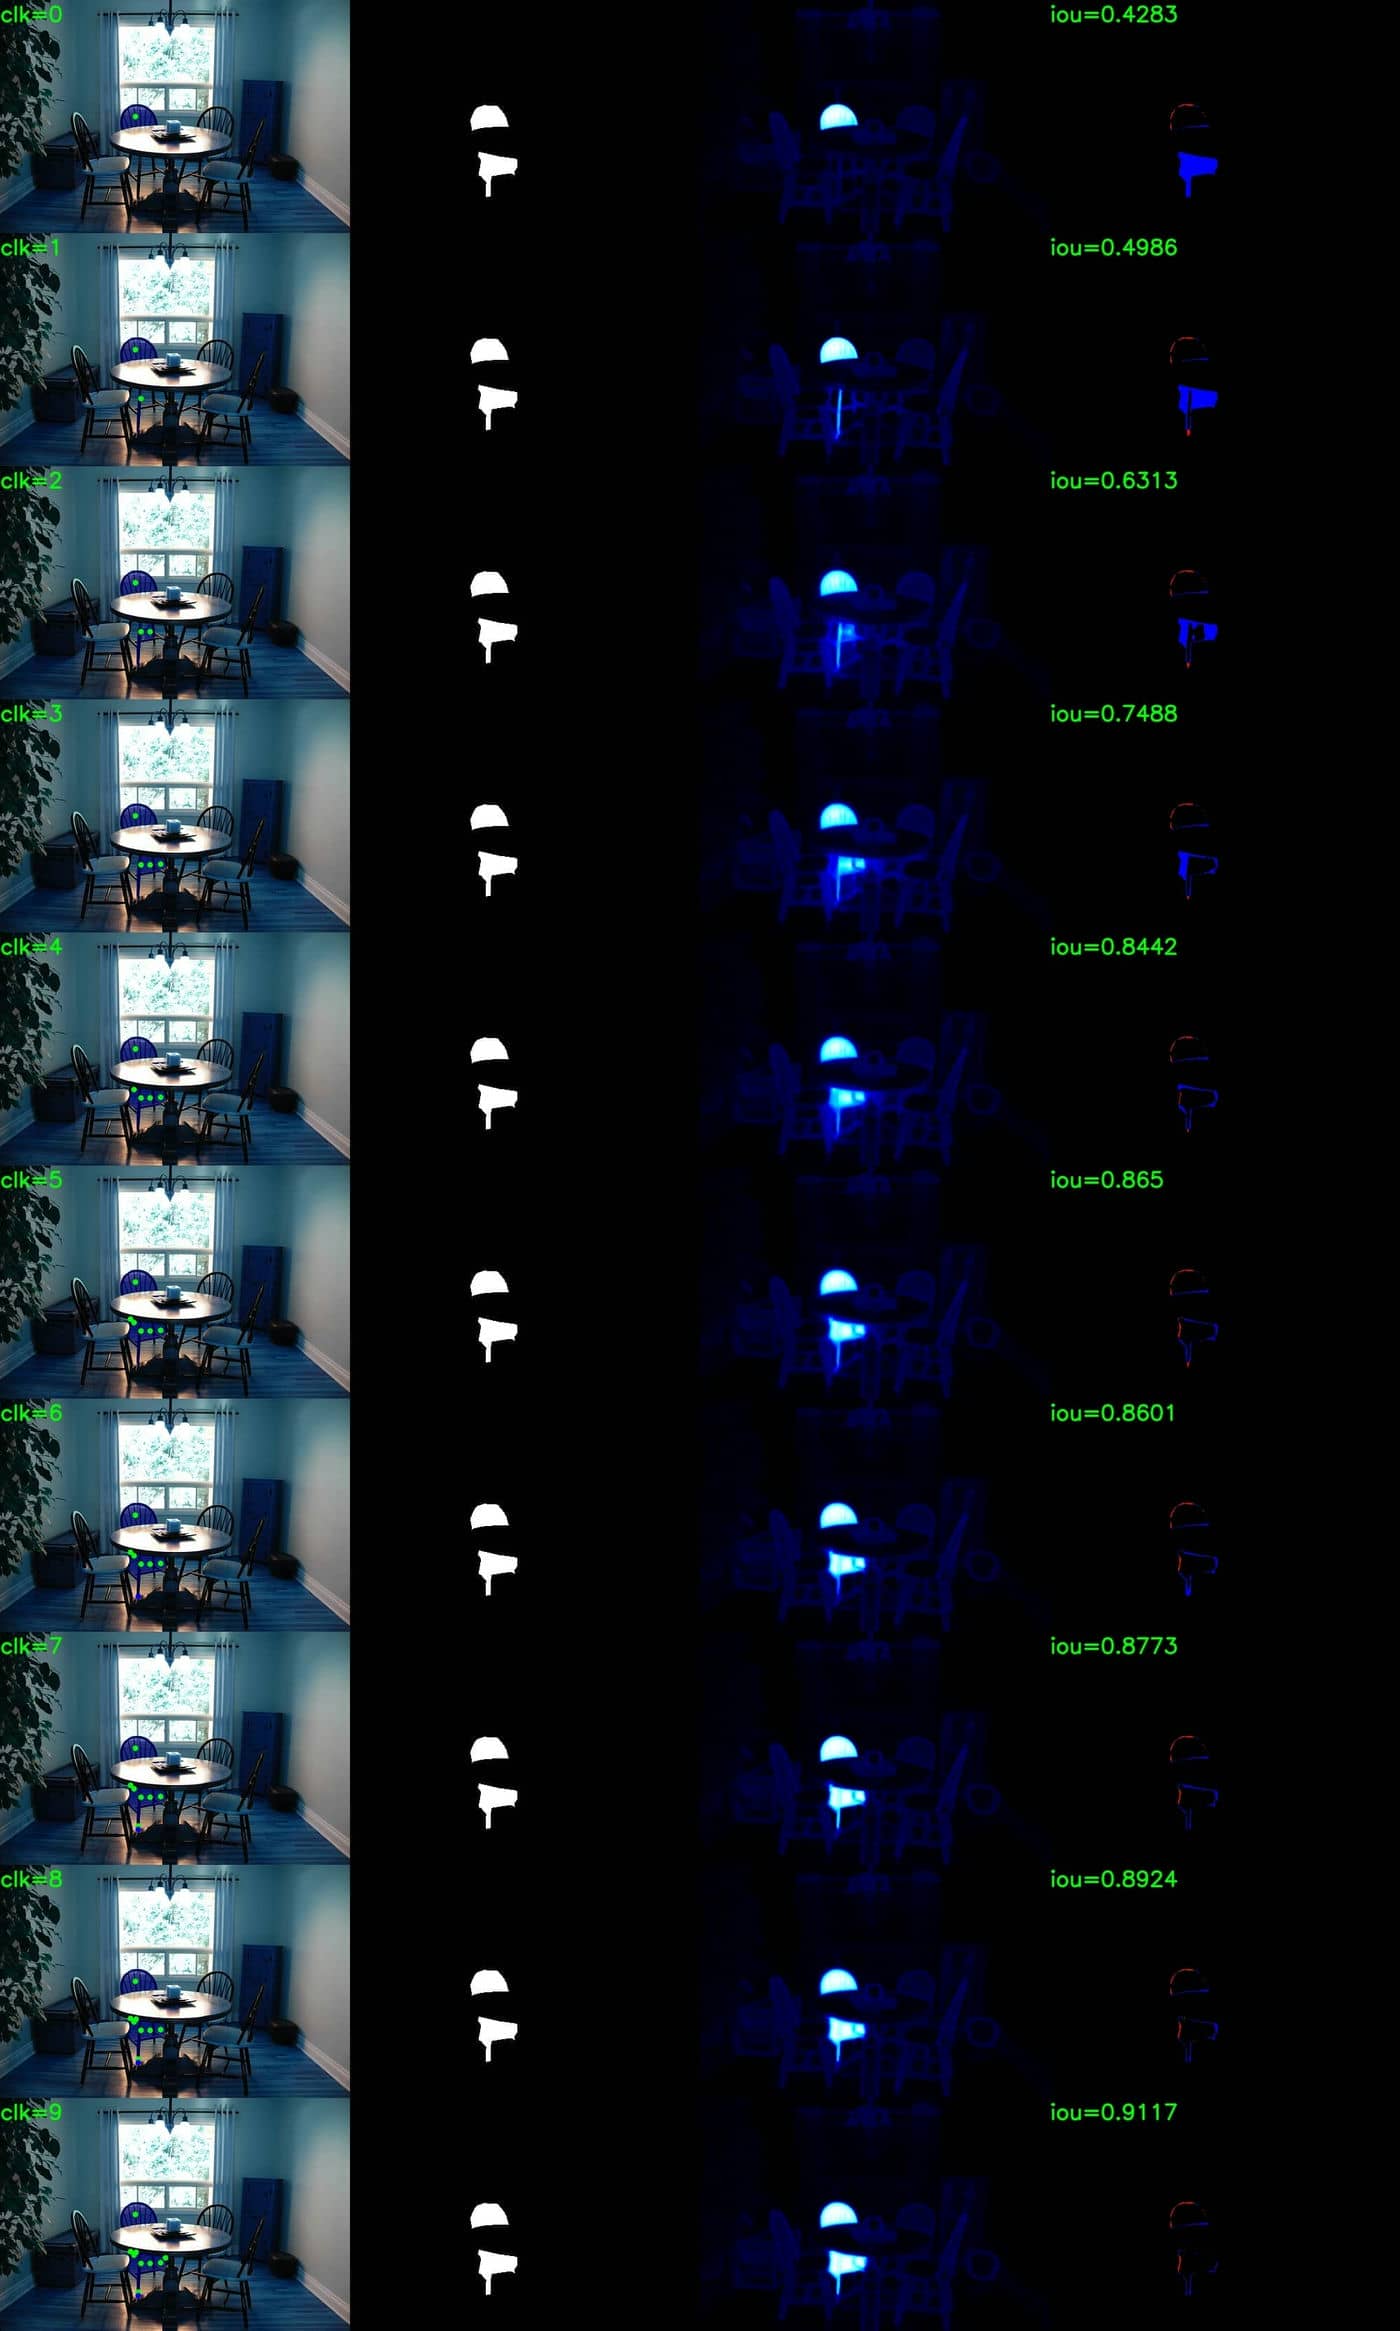 clk=0 iou=0.4283
clk=1 iou=0.4986
clk=2 iou=0.6313
clk=3 iou=0.7488
clk=4 iou=0.8442
clk=5 iou=0.865
clk=6 iou=0.8601
clk=7 iou=0.8773
clk=8 iou=0.8924
clk=9 iou=0.9117